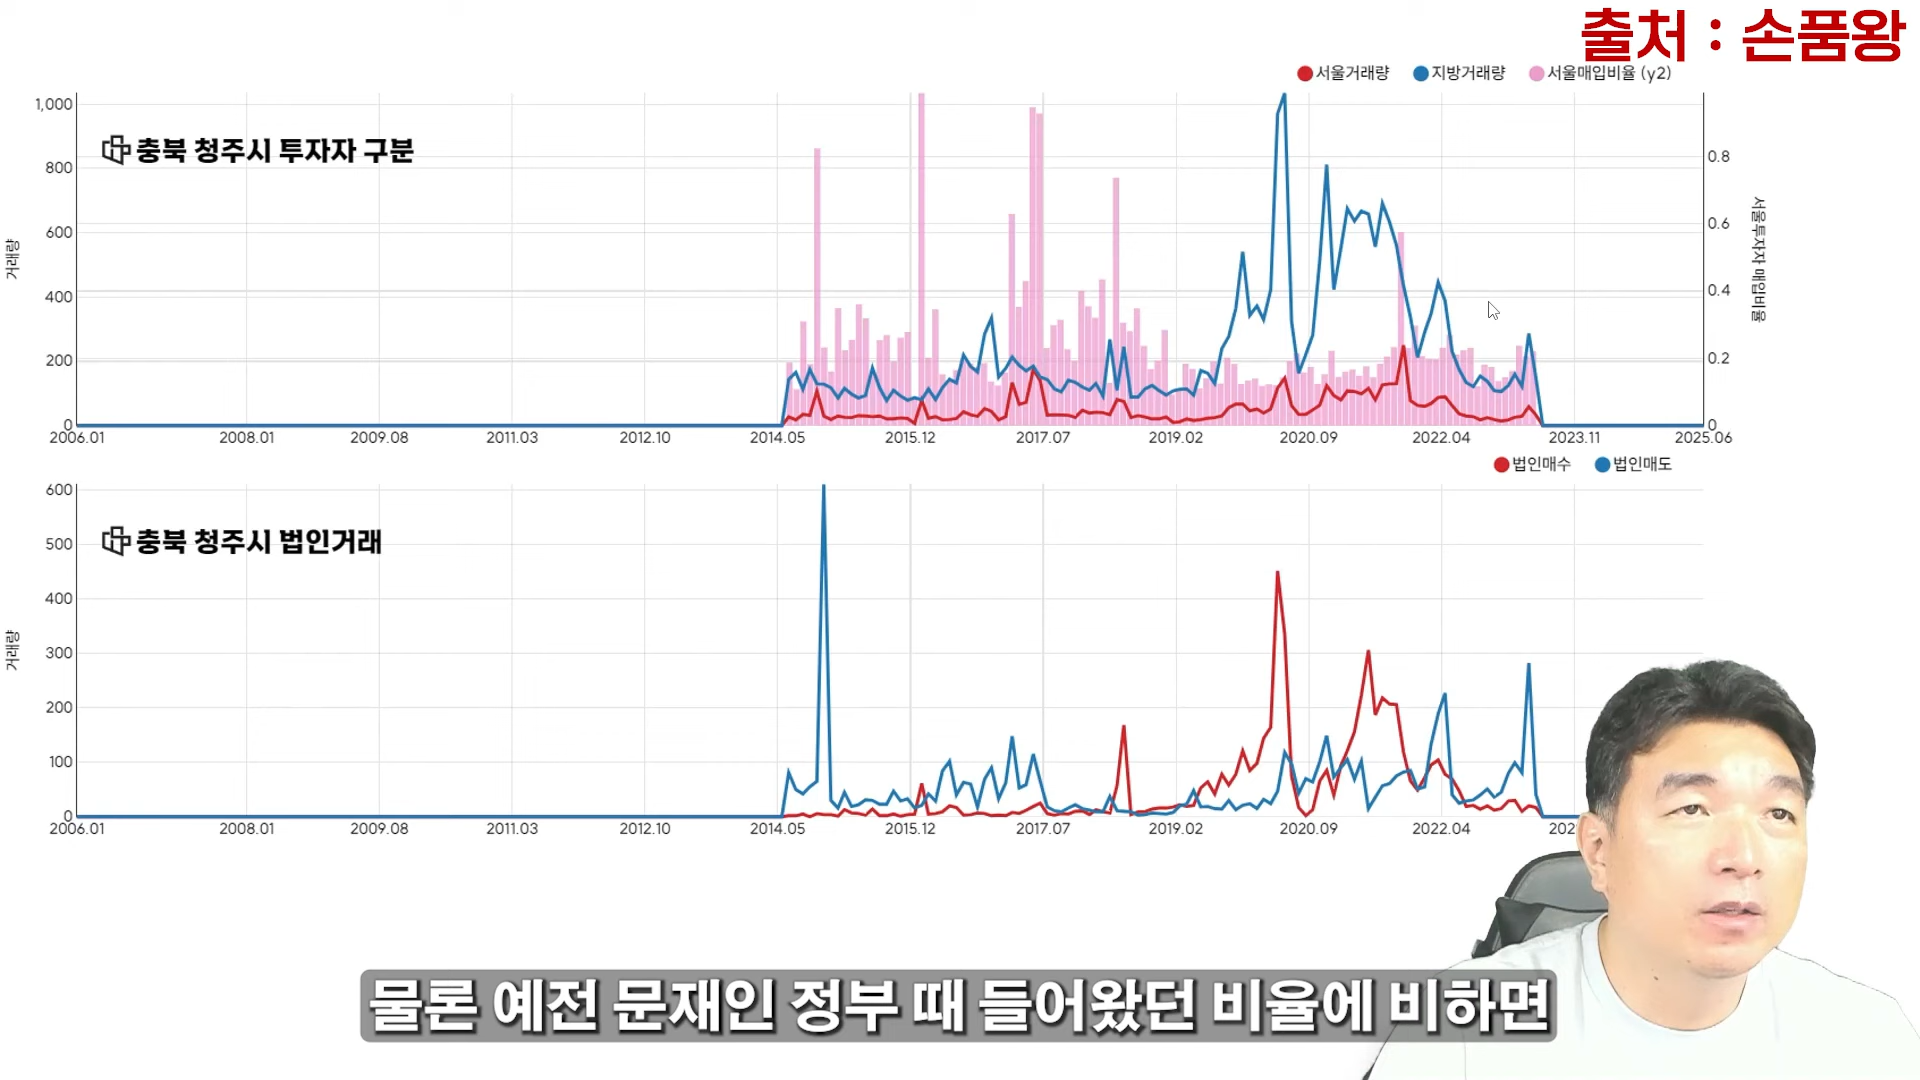 출처 : 손품왕
서울거래량 지방거래량 서울매입비율 (y2)
충북 청주시 투자자 구분
거래량
1,000
800
600
400
200
0
0.8
0.6
0.4
0.2
0
서울투자자 매입비율
2006.01 2008.01 2009.08 2011.03 2012.10 2014.05 2015.12 2017.07 2019.02 2020.09 2022.04 2023.11 2025.06
법인매수 법인매도
충북 청주시 법인거래
거래량
600
500
400
300
200
100
0
2006.01 2008.01 2009.08 2011.03 2012.10 2014.05 2015.12 2017.07 2019.02 2020.09 2022.04 202
물론 예전 문재인 정부 때 들어왔던 비율에 비하면